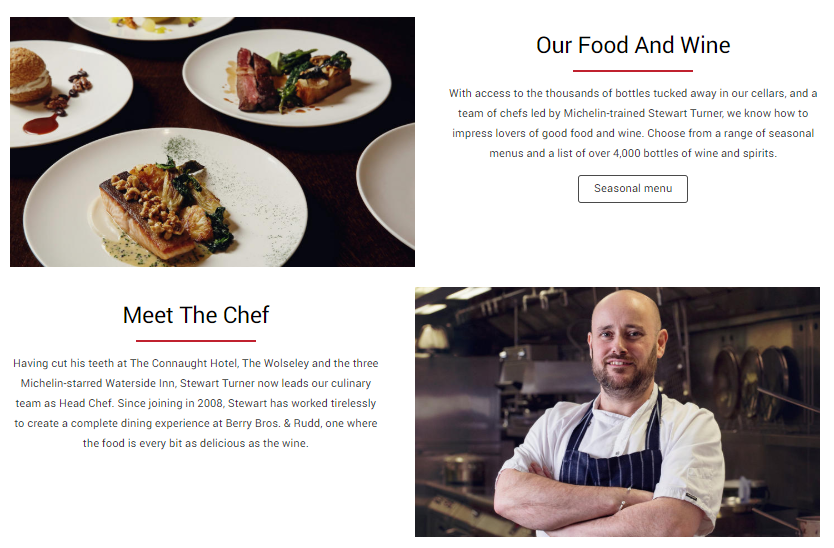 Our Food And Wine
With access to the thousands of bottles tucked away in our cellars, and a
team of chefs led by Michelin-trained Stewart Turner, we know how to
impress lovers of good food and wine. Choose from a range of seasonal
menus and a list of over 4,000 bottles of wine and spirits.
Seasonal menu
Meet The Chef
Having cut his teeth at The Connaught Hotel, The Wolseley and the three
Michelin-starred Waterside Inn, Stewart Turner now leads our culinary
team as Head Chef. Since joining in 2008, Stewart has worked tirelessly
to create a complete dining experience at Berry Bros. & Rudd, one where
the food is every bit as delicious as the wine.